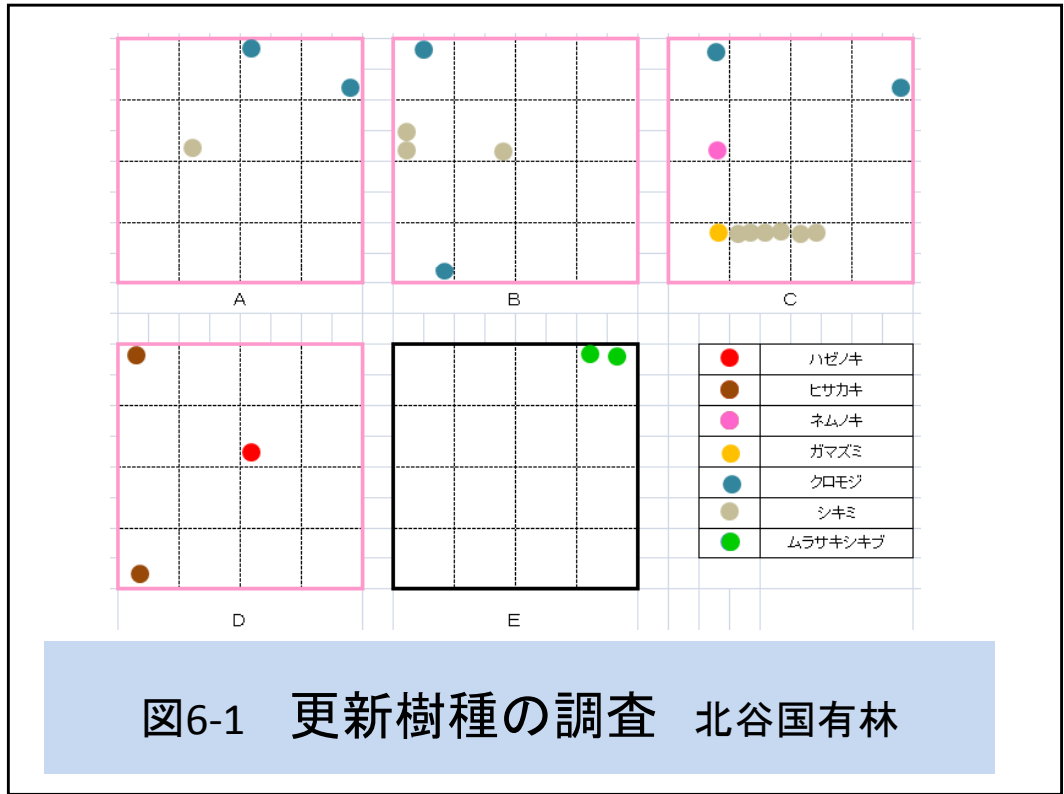 A
B
C
D
E
ハゼノキ
ヒサカキ
ネムノキ
ガマズミ
クロモジ
シキミ
ムラサキシキブ
図6-1 更新樹種の調査 北谷国有林